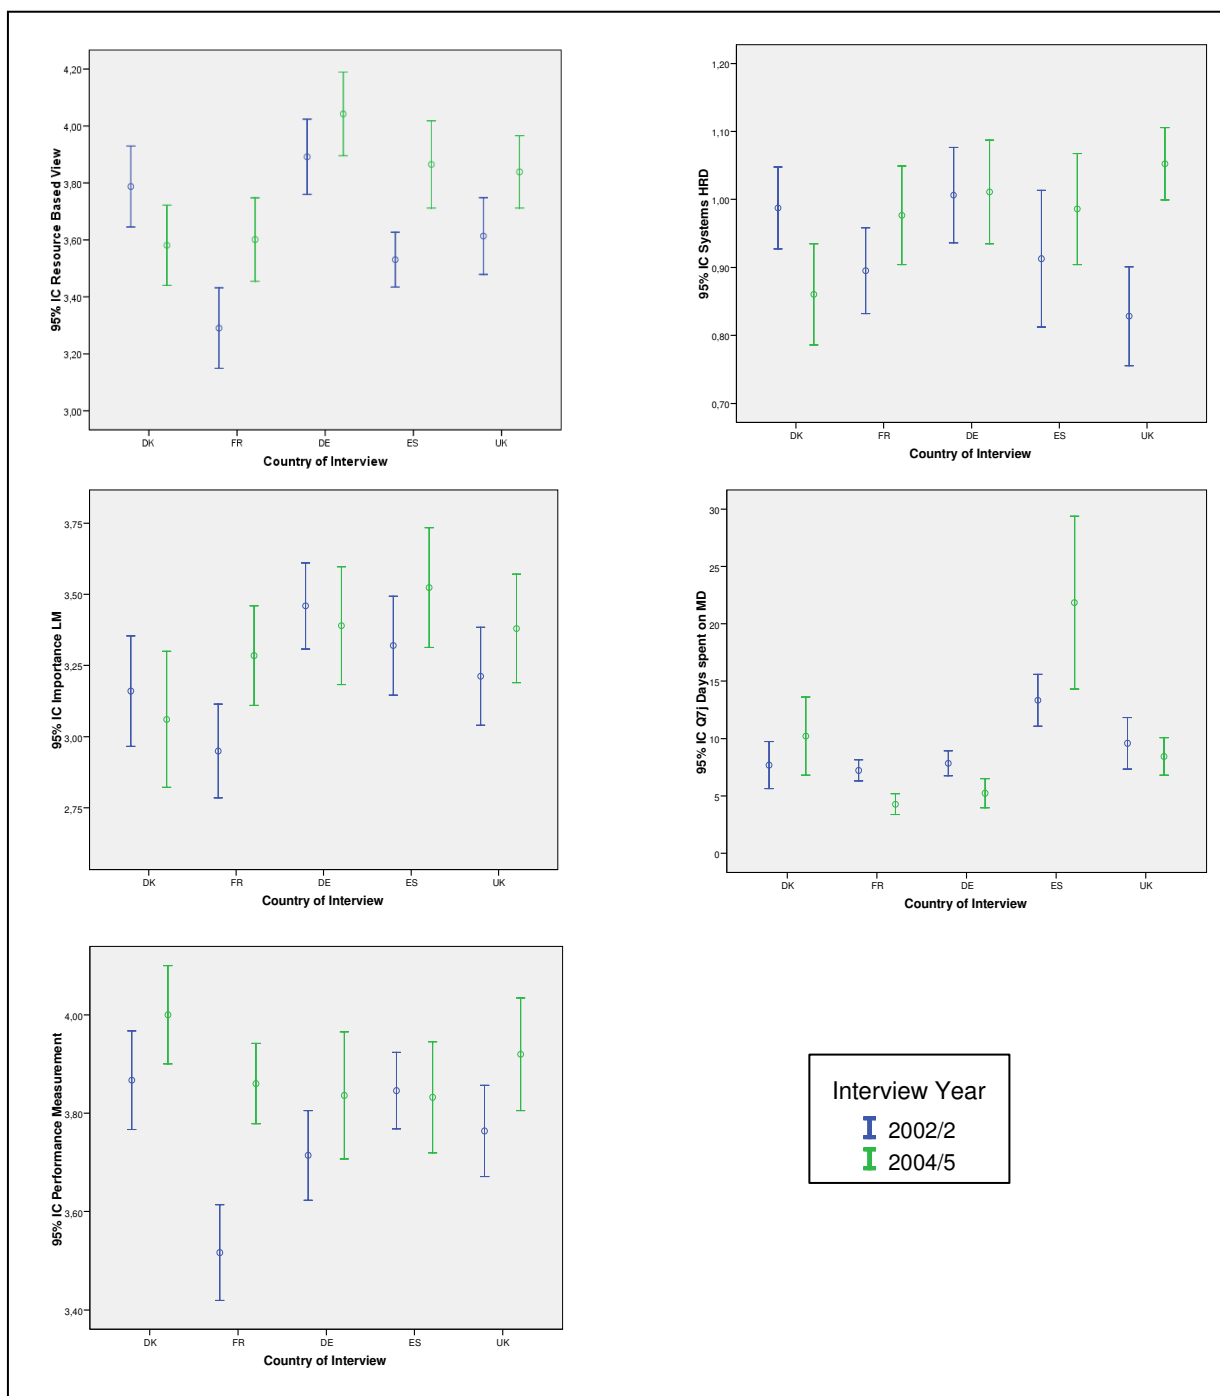 95% IC Resource Based View
4,20
4,00
3,80
3,60
3,40
3,20
3,00
DK FR DE ES UK
Country of Interview
95% IC Systems HRD
1,20
1,10
1,00
0,90
0,80
0,70
DK FR DE ES UK
Country of Interview
95% IC Importance LM
3,75
3,50
3,25
3,00
2,75
DK FR DE ES UK
Country of Interview
95% IC Q7j Days spent on MD
30
25
20
15
10
5
0
DK FR DE ES UK
Country of Interview
95% IC Performance Measurement
4,00
3,80
3,60
3,40
DK FR DE ES UK
Country of Interview
Interview Year
2002/2
2004/5